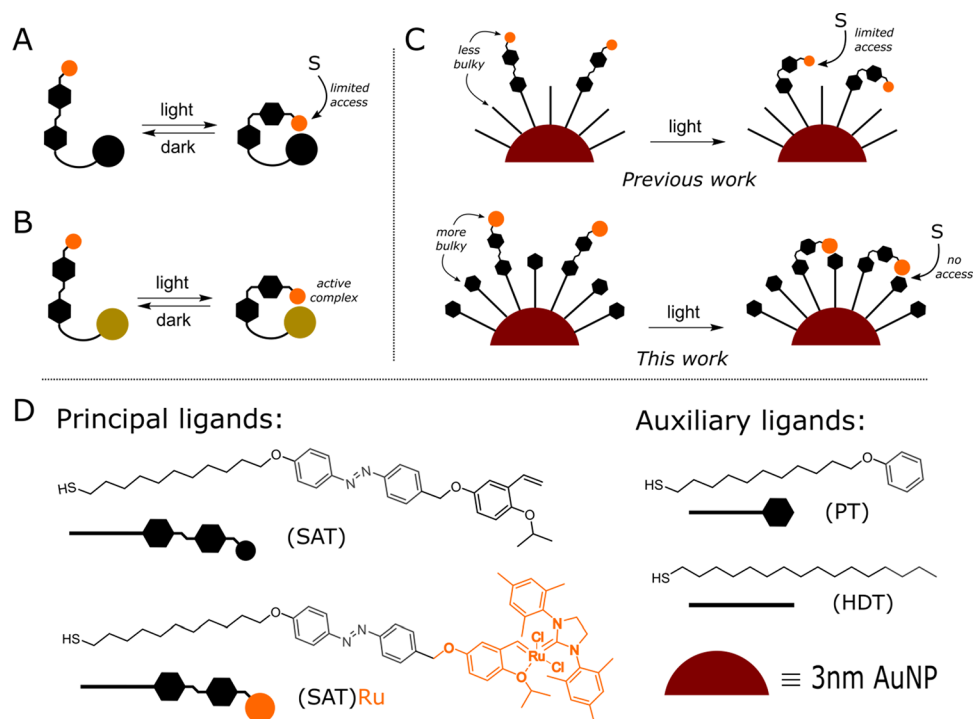 A
S
limited
access
light
dark
B
light
dark
active
complex
C
less
bulky
light
S
limited
access
Previous work
more
bulky
light
S
no
access
This work
D Principal ligands:
HS
O
N
N
O
O
(SAT)
HS
O
N
N
O
O
Cl
Ru
Cl
N
N
(SAT)Ru
Auxiliary ligands:
HS
O
(PT)
HS
(HDT)
≡ 3nm AuNP